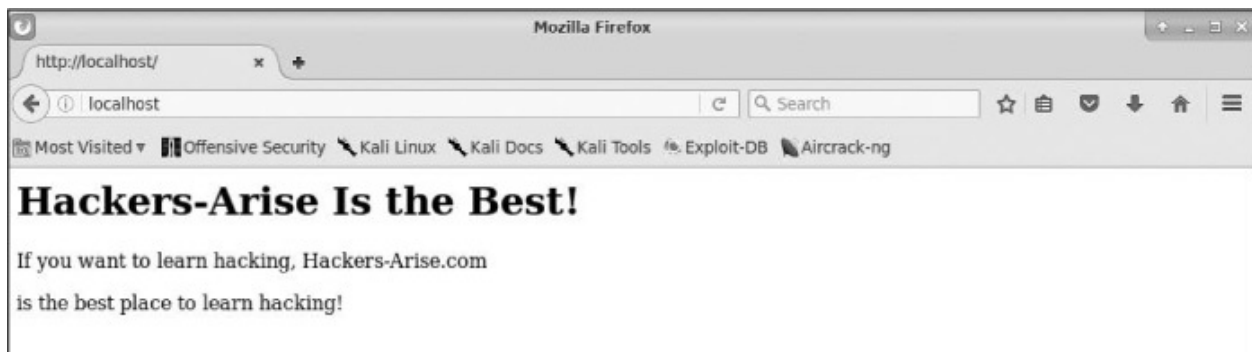 Mozilla Firefox
http://localhost/
localhost
Search
Most Visited Offensive Security Kali Linux Kali Docs Kali Tools Exploit-DB Aircrack-ng
Hackers-Arise Is the Best!
If you want to learn hacking, Hackers-Arise.com
is the best place to learn hacking!